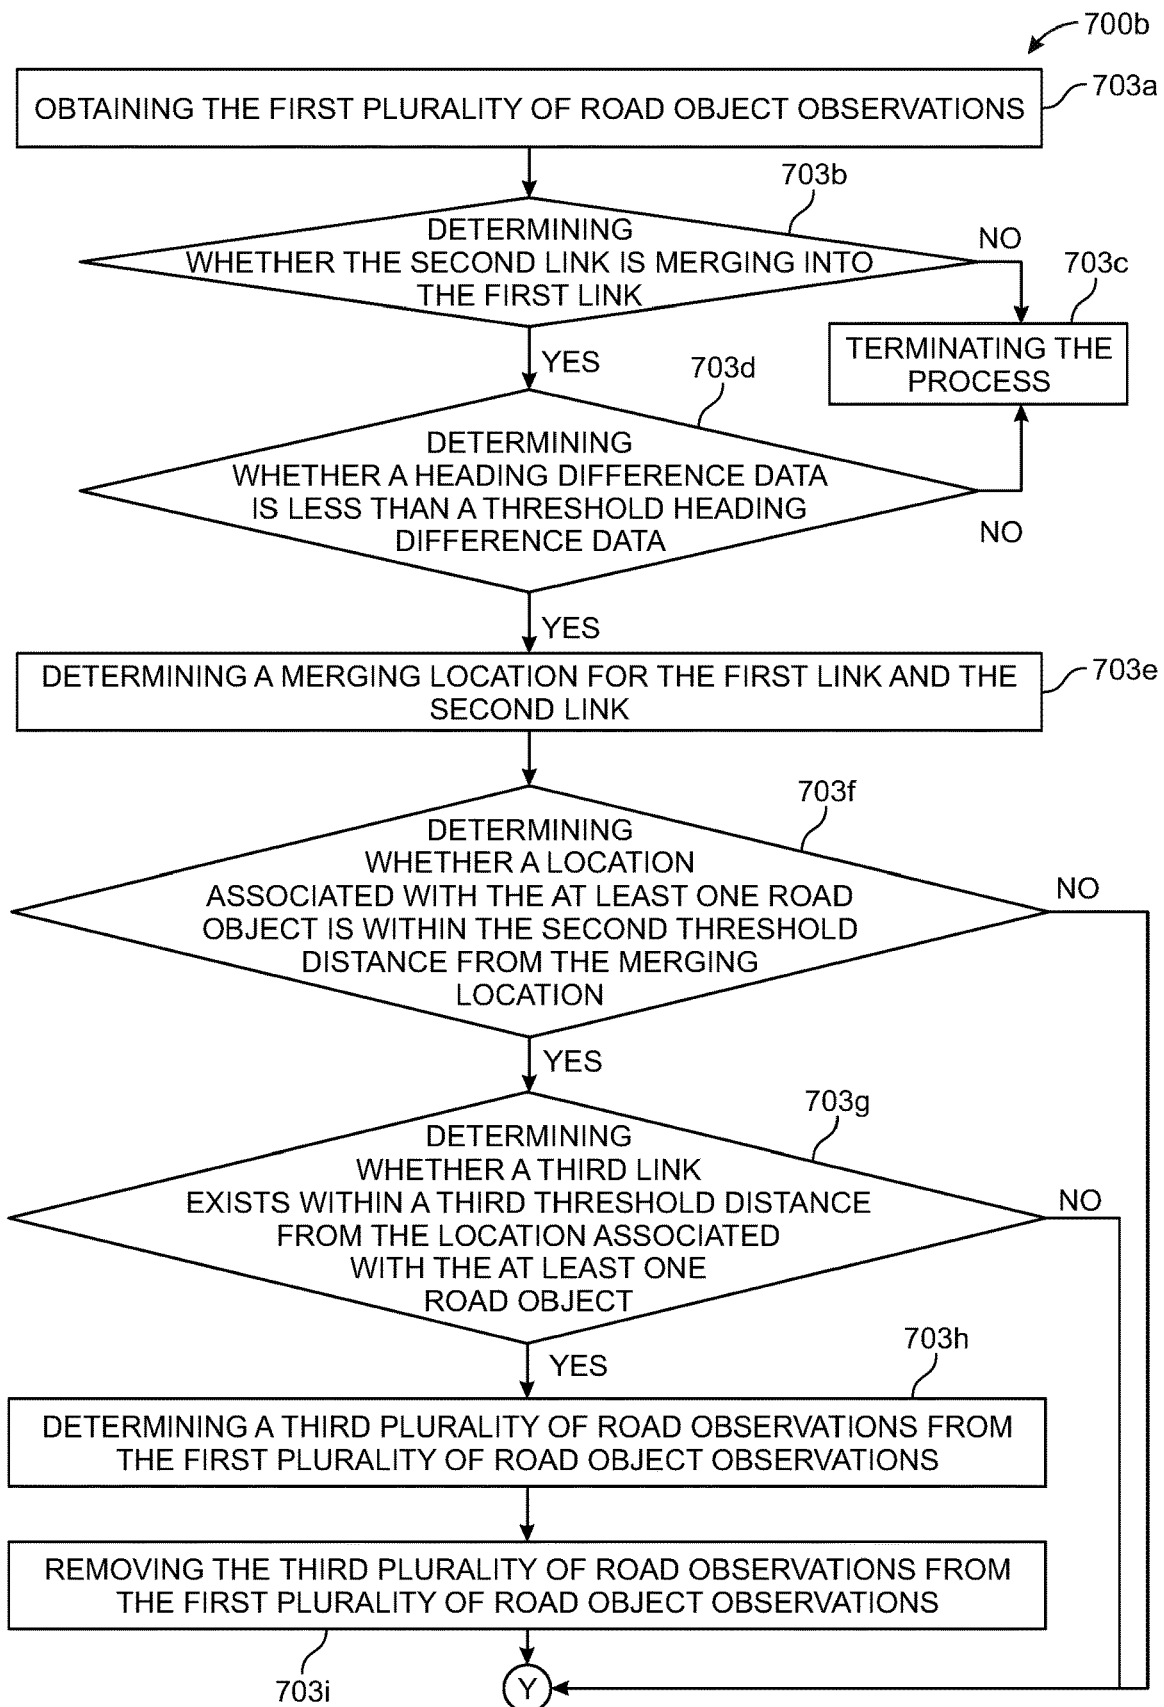 700b
OBTAINING THE FIRST PLURALITY OF ROAD OBJECT OBSERVATIONS
703a
703b
DETERMINING
WHETHER THE SECOND LINK IS MERGING INTO
THE FIRST LINK
NO
703c
TERMINATING THE
PROCESS
YES
703d
DETERMINING
WHETHER A HEADING DIFFERENCE DATA
IS LESS THAN A THRESHOLD HEADING
DIFFERENCE DATA
NO
YES
DETERMINING A MERGING LOCATION FOR THE FIRST LINK AND THE
SECOND LINK
703e
703f
DETERMINING
WHETHER A LOCATION
ASSOCIATED WITH THE AT LEAST ONE ROAD
OBJECT IS WITHIN THE SECOND THRESHOLD
DISTANCE FROM THE MERGING
LOCATION
NO
YES
703g
DETERMINING
WHETHER A THIRD LINK
EXISTS WITHIN A THIRD THRESHOLD DISTANCE
FROM THE LOCATION ASSOCIATED
WITH THE AT LEAST ONE
ROAD OBJECT
NO
YES
703h
DETERMINING A THIRD PLURALITY OF ROAD OBSERVATIONS FROM
THE FIRST PLURALITY OF ROAD OBJECT OBSERVATIONS
REMOVING THE THIRD PLURALITY OF ROAD OBSERVATIONS FROM
THE FIRST PLURALITY OF ROAD OBJECT OBSERVATIONS
703i
Y